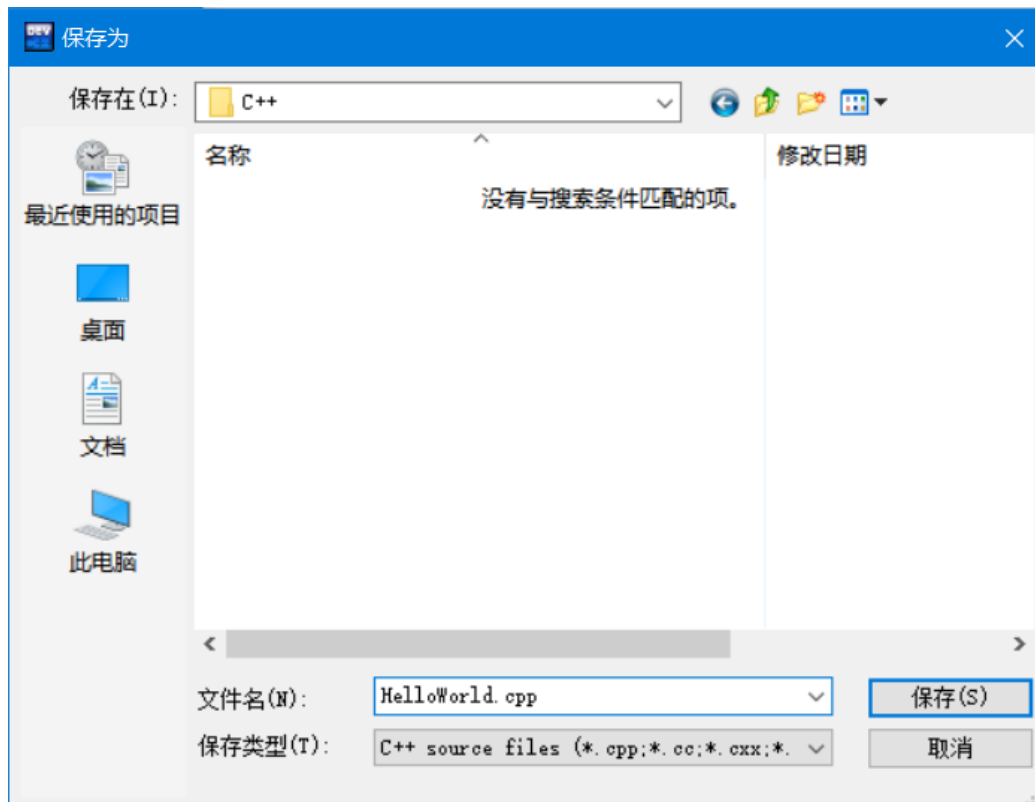 DEV
保存为
保存在(I):
C++
名称
修改日期
没有与搜索条件匹配的项。
最近使用的项目
桌面
文档
此电脑
文件名(N):
HelloWorld.cpp
保存(S)
保存类型(T):
C++ source files (*.cpp;*.cc;*.cxx;*.
取消